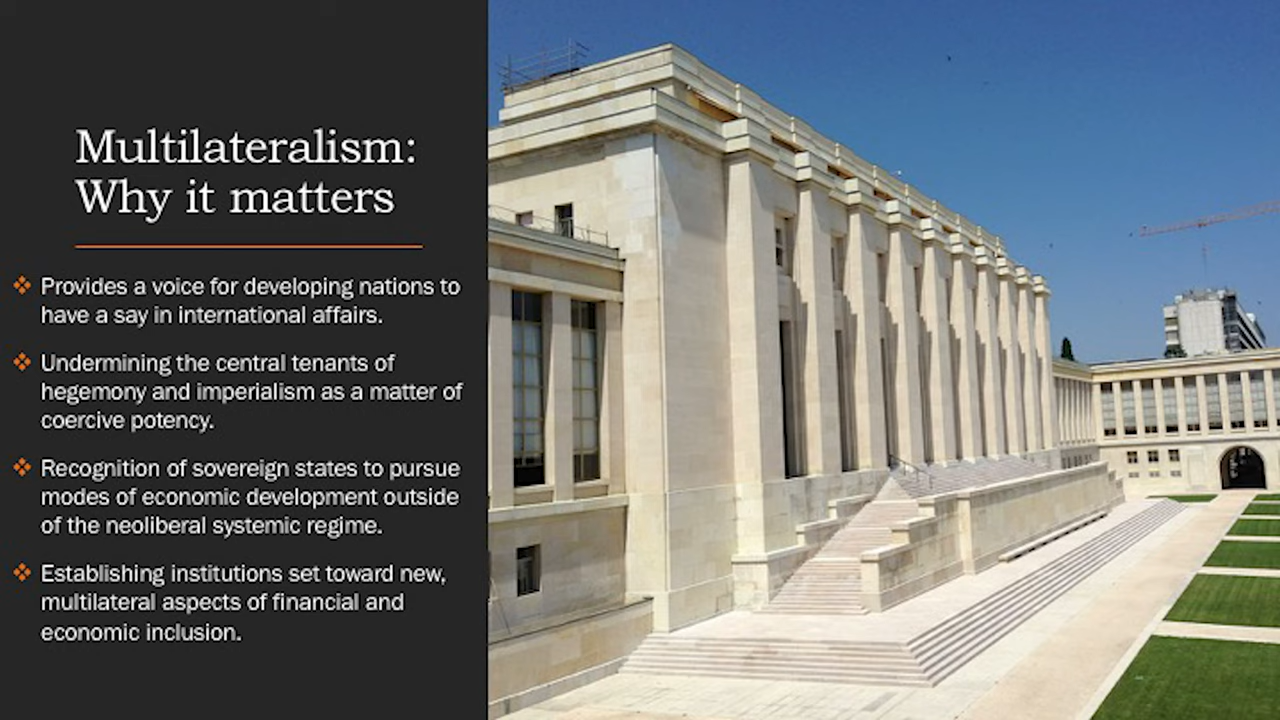 Multilateralism:
Why it matters
Provides a voice for developing nations to
have a say in international affairs.
Undermining the central tenants of
hegemony and imperialism as a matter of
coercive potency.
Recognition of sovereign states to pursue
modes of economic development outside
of the neoliberal systemic regime.
Establishing institutions set toward new,
multilateral aspects of financial and
economic inclusion.